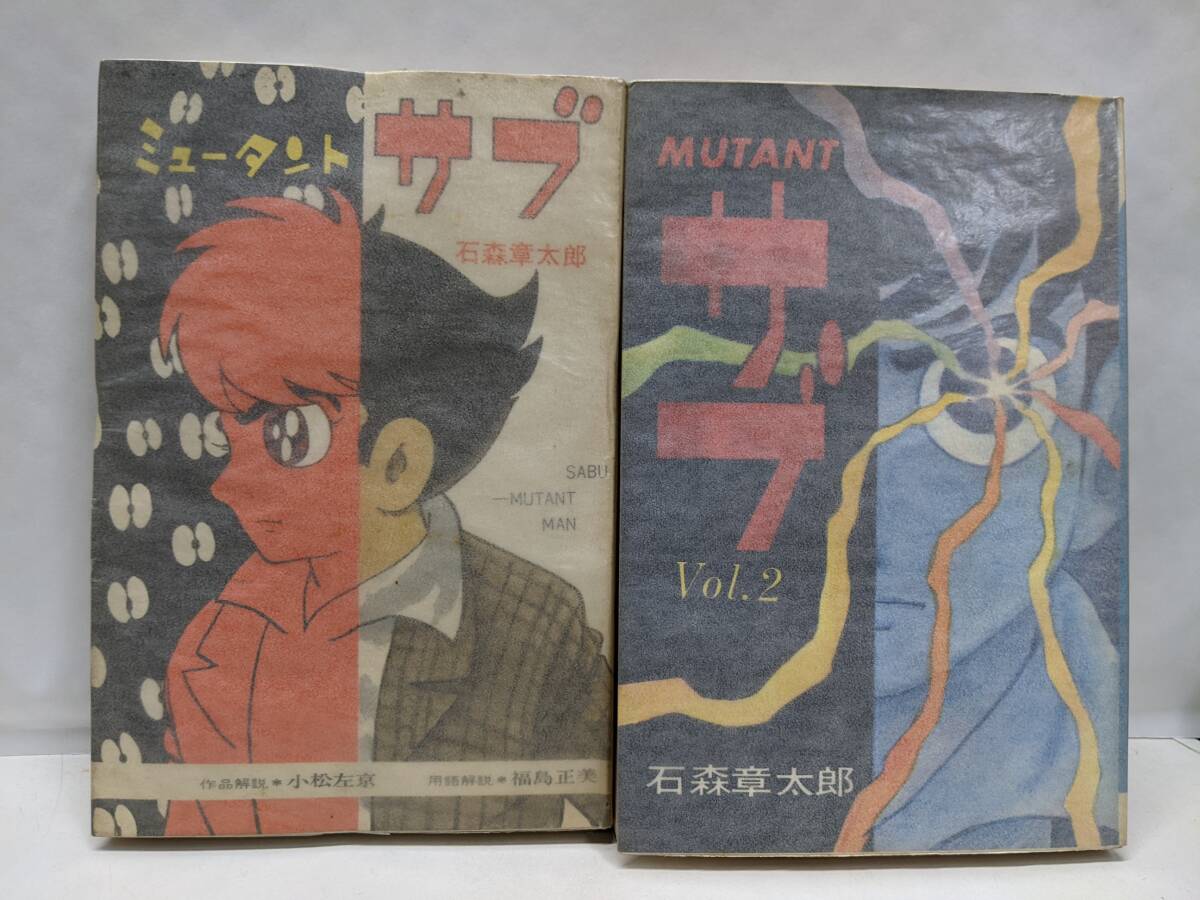 ミュータント
サブ
石森章太郎
SABU
—MUTANT
MAN
作品解説＊小松左京 用語解説＊福島正美
MUTANT
サブ
Vol.2
石森章太郎